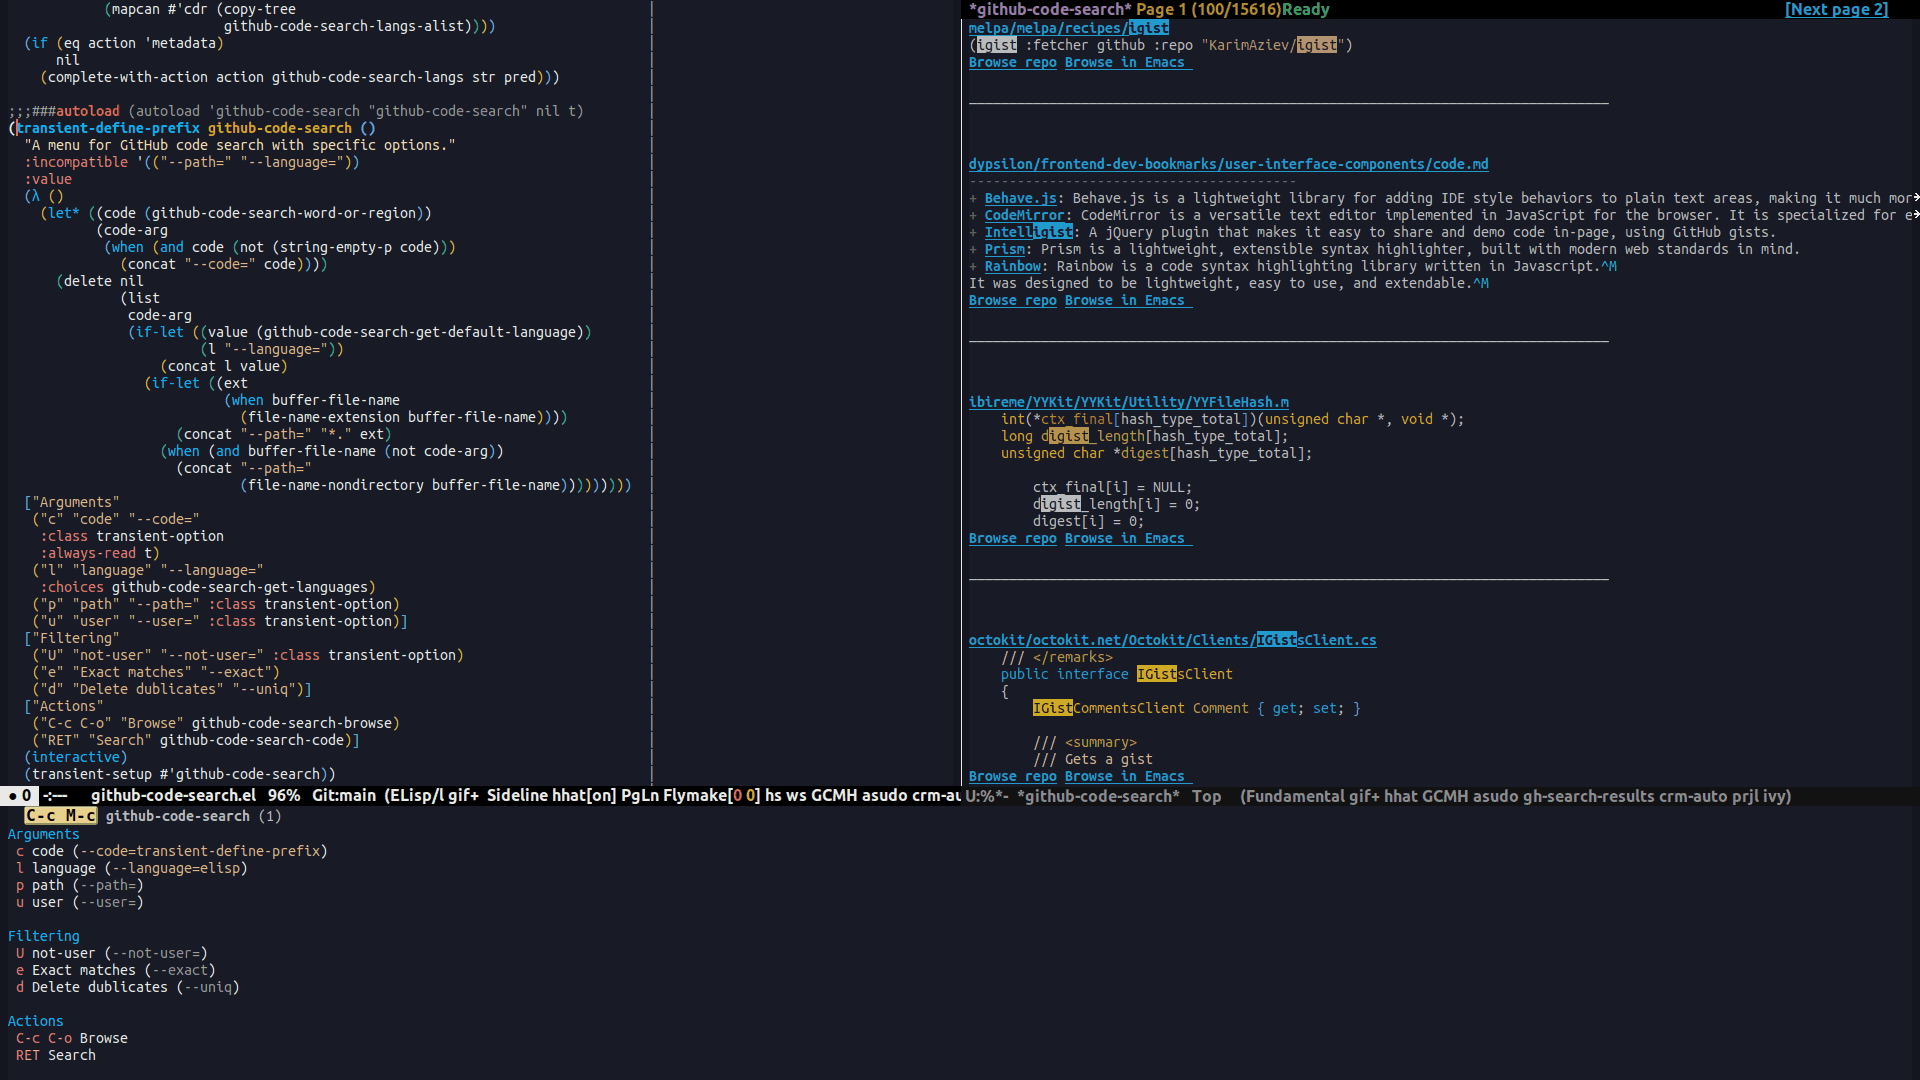 (mapcan #'cdr (copy-tree
                           github-code-search-langs-alist))))
  (if (eq action 'metadata)
      nil
    (complete-with-action action github-code-search-langs str pred)))

;;;###autoload (autoload 'github-code-search "github-code-search" nil t)
(transient-define-prefix github-code-search ()
  "A menu for GitHub code search with specific options."
  :incompatible '(("--path=" "--language="))
  :value
  (λ ()
    (let* ((code (github-code-search-word-or-region))
           (code-arg
            (when (and code (not (string-empty-p code)))
              (concat "--code=" code))))
      (delete nil
              (list
               code-arg
               (if-let ((value (github-code-search-get-default-language))
                        (l "--language="))
                   (concat l value)
                 (if-let ((ext
                           (when buffer-file-name
                             (file-name-extension buffer-file-name))))
                     (concat "--path=" "*." ext)
                   (when (and buffer-file-name (not code-arg))
                     (concat "--path="
                             (file-name-nondirectory buffer-file-name)))))))))
  ["Arguments"
   ("c" "code" "--code="
    :class transient-option
    :always-read t)
   ("l" "language" "--language="
    :choices github-code-search-get-languages)
   ("p" "path" "--path=" :class transient-option)
   ("u" "user" "--user=" :class transient-option)]
  ["Filtering"
   ("U" "not-user" "--not-user=" :class transient-option)
   ("e" "Exact matches" "--exact")
   ("d" "Delete dublicates" "--uniq")]
  ["Actions"
   ("C-c C-o" "Browse" github-code-search-browse)
   ("RET" "Search" github-code-search-code)]
  (interactive)
  (transient-setup #'github-code-search))
● 0 -:--- github-code-search.el 96% Git:main (ELisp/l gif+ Sideline hhat[on] PgLn Flymake[0 0] hs ws GCMH asudo crm-au
*github-code-search* Page 1 (100/15616)Ready [Next page 2]
melpa/melpa/recipes/igist
(igist :fetcher github :repo "KarimAziev/igist")
Browse repo Browse in Emacs
________________________________________________________________________________
dypsilon/frontend-dev-bookmarks/user-interface-components/code.md
-----------------------------------------
+ Behave.js: Behave.js is a lightweight library for adding IDE style behaviors to plain text areas, making it much mor
+ CodeMirror: CodeMirror is a versatile text editor implemented in JavaScript for the browser. It is specialized for e
+ Intelligist: A jQuery plugin that makes it easy to share and demo code in-page, using GitHub gists.
+ Prism: Prism is a lightweight, extensible syntax highlighter, built with modern web standards in mind.
+ Rainbow: Rainbow is a code syntax highlighting library written in Javascript.^M
It was designed to be lightweight, easy to use, and extendable.^M
Browse repo Browse in Emacs
________________________________________________________________________________
ibireme/YYKit/YYKit/Utility/YYFileHash.m
    int(*ctx_final[hash_type_total])(unsigned char *, void *);
    long digist_length[hash_type_total];
    unsigned char *digest[hash_type_total];

        ctx_final[i] = NULL;
        digist_length[i] = 0;
        digest[i] = 0;
Browse repo Browse in Emacs
________________________________________________________________________________
octokit/octokit.net/Octokit/Clients/IGistsClient.cs
    /// </remarks>
    public interface IGistsClient
    {
        IGistCommentsClient Comment { get; set; }

        /// <summary>
        /// Gets a gist
Browse repo Browse in Emacs
U:%*- *github-code-search* Top (Fundamental gif+ hhat GCMH asudo gh-search-results crm-auto prjl ivy)
C-c M-c github-code-search (1)
Arguments
 c code (--code=transient-define-prefix)
 l language (--language=elisp)
 p path (--path=)
 u user (--user=)

Filtering
 U not-user (--not-user=)
 e Exact matches (--exact)
 d Delete dublicates (--uniq)

Actions
 C-c C-o Browse
 RET Search